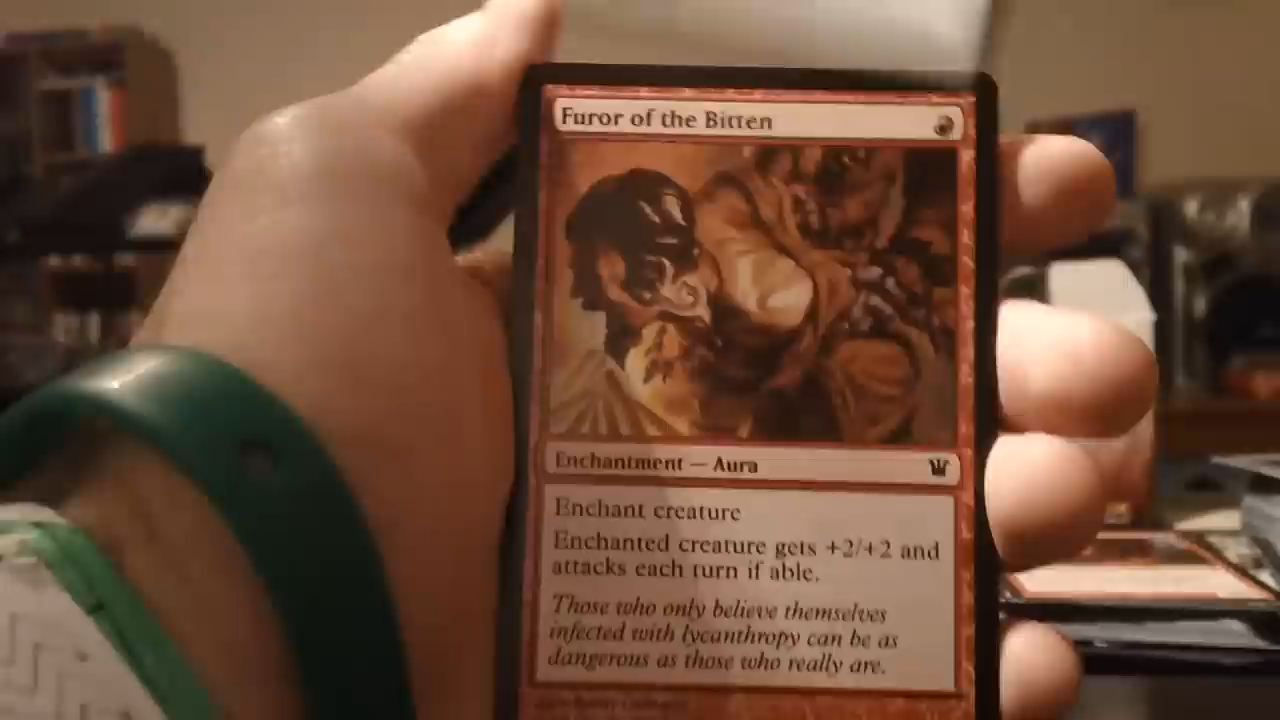 Furor of the Bitten
Enchantment — Aura
Enchant creature
Enchanted creature gets +2/+2 and
attacks each turn if able.
Those who only believe themselves
infected with lycanthropy can be as
dangerous as those who really are.